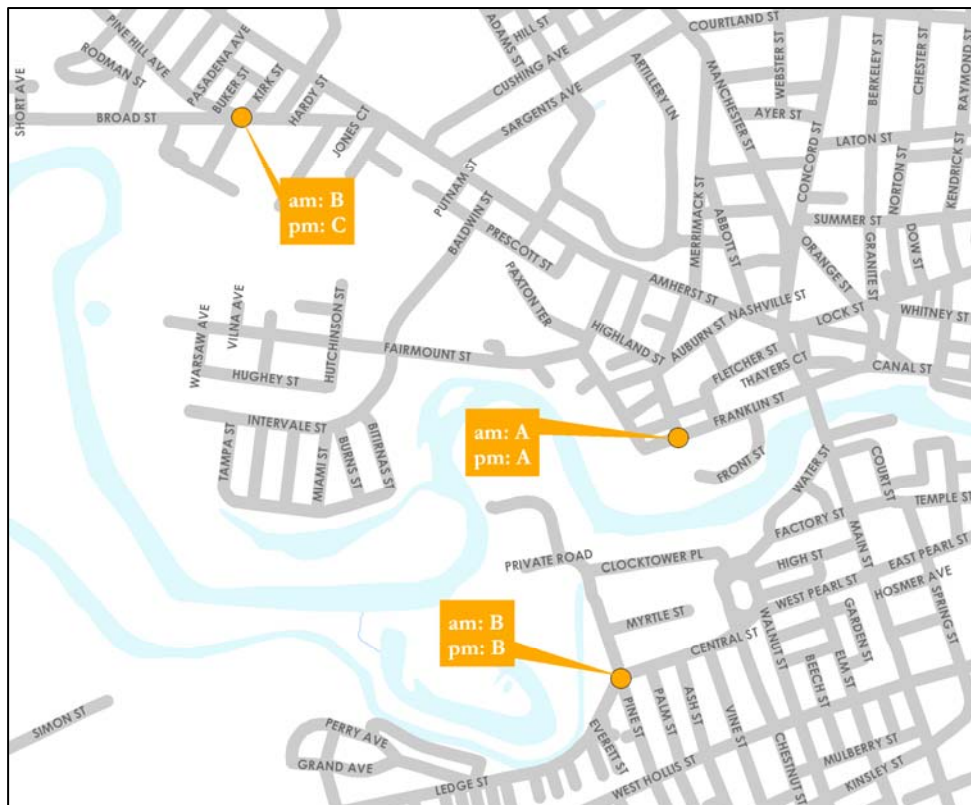 PINE HILL AVE
RODMAN ST
PASADENA AVE
BUKER ST
KIRK ST
HARDY ST
JONES CT
SHORT AVE
BROAD ST
ADAMS ST
HILL ST
CUSHING AVE
SARGENTS AVE
ARTILLERY LN
COURTLAND ST
MANCHESTER ST
WEBSTER ST
AYER ST
BERKELEY ST
CHESTER ST
RAYMOND ST
CONCORD ST
LATON ST
NORTON ST
KENDRICK ST
am: B
pm: C
PUTNAM ST
BALDWIN ST
PRESCOTT ST
PAXTON TER
MERRIMACK ST
ABBOTT ST
SUMMER ST
ORANGE ST
GRANITE ST
DOW ST
AMHERST ST
NASHVILLE ST
LOCK ST
WHITNEY ST
WARSAW AVE
VILNA AVE
HUTCHINSON ST
FAIRMOUNT ST
HUGHEY ST
HIGHLAND ST
AUBURN ST
FLETCHER ST
THAYERS CT
CANAL ST
FRANKLIN ST
INTERVALE ST
TAMPA ST
MIAMI ST
BURNS ST
BITIRNAS ST
am: A
pm: A
FRONT ST
WATER ST
COURT ST
TEMPLE ST
FACTORY ST
MAIN ST
EAST PEARL ST
PRIVATE ROAD
CLOCKTOWER PL
HIGH ST
WEST PEARL ST
HOSMER AVE
MYRTLE ST
am: B
pm: B
CENTRAL ST
WALNUT ST
GARDEN ST
SPRING ST
ELM ST
BEECH ST
PINE ST
PALM ST
ASH ST
VINE ST
EVERETT ST
SIMON ST
PERRY AVE
GRAND AVE
LEDGE ST
WEST HOLLIS ST
CHESTNUT ST
MULBERRY ST
KINSLEY ST